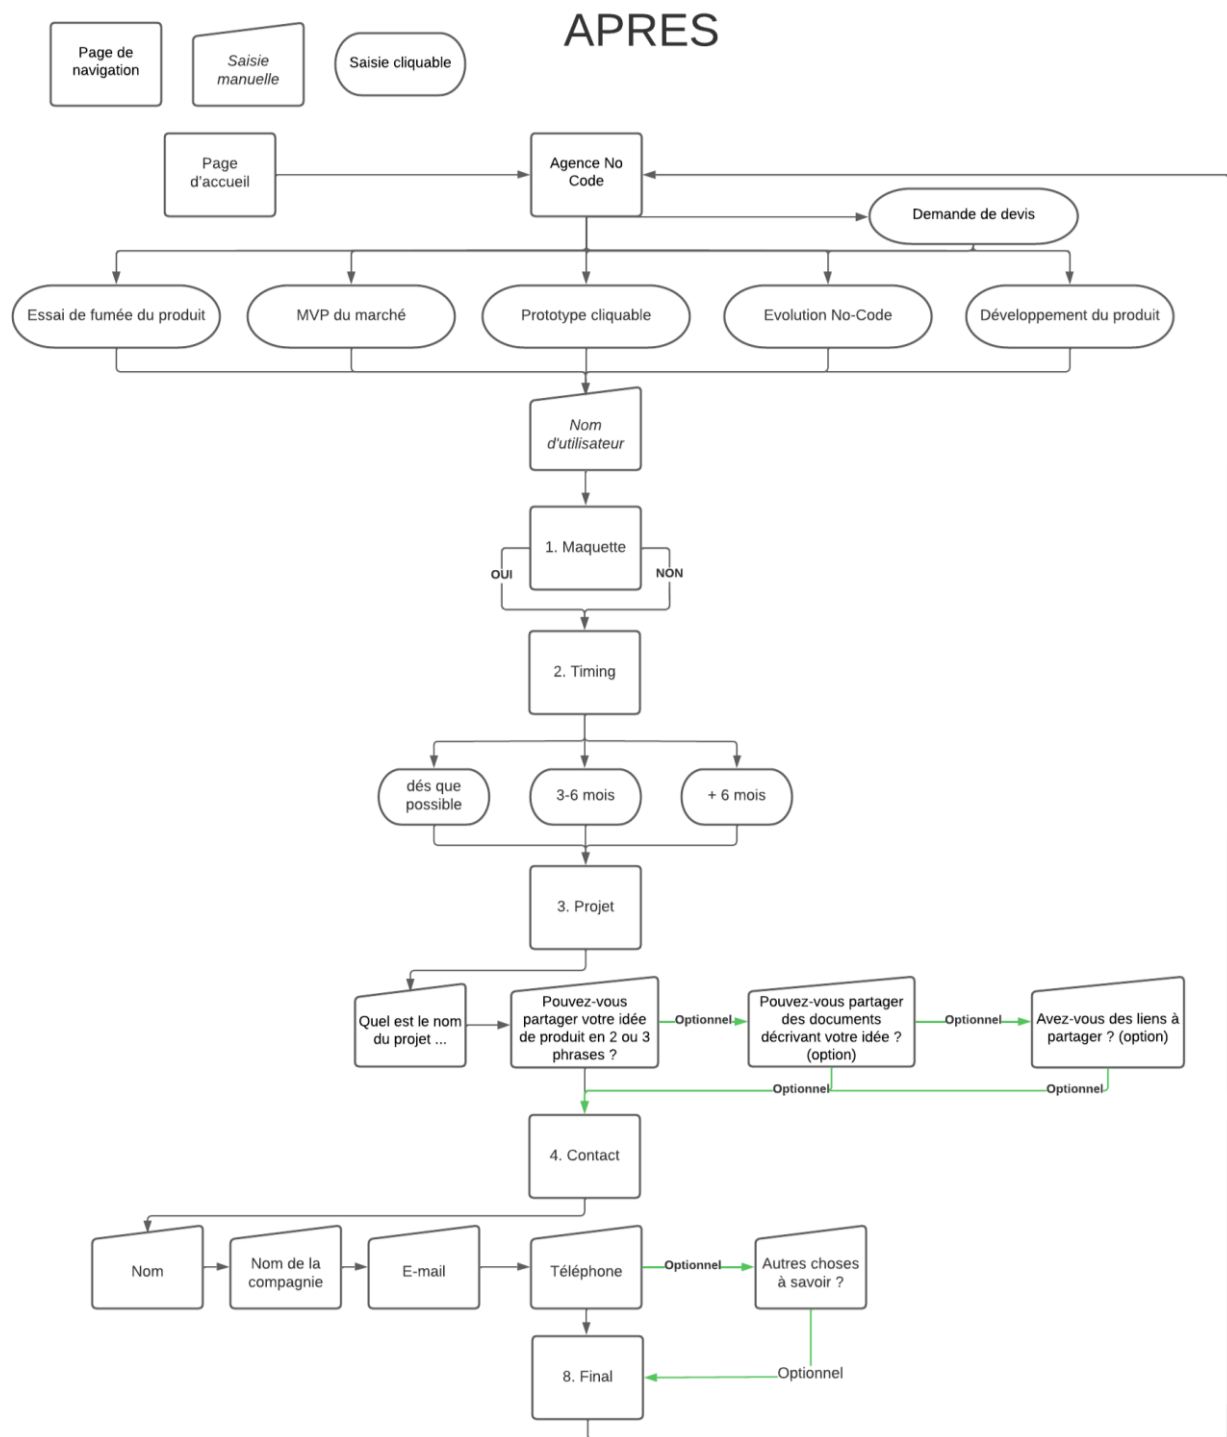 APRES
Page de
navigation
Saisie
manuelle
Saisie cliquable
Page
d'accueil
Agence No
Code
Demande de devis
Essai de fumée du produit
MVP du marché
Prototype cliquable
Evolution No-Code
Développement du produit
Nom
d'utilisateur
1. Maquette
OUI
NON
2. Timing
dés que
possible
3-6 mois
+ 6 mois
3. Projet
Quel est le nom
du projet ...
Pouvez-vous
partager votre idée
de produit en 2 ou 3
phrases ?
Optionnel
Pouvez-vous partager
des documents
décrivant votre idée ?
(option)
Optionnel
Avez-vous des liens à
partager ? (option)
Optionnel
Optionnel
4. Contact
Nom
Nom de la
compagnie
E-mail
Téléphone
Optionnel
Autres choses
à savoir ?
8. Final
Optionnel